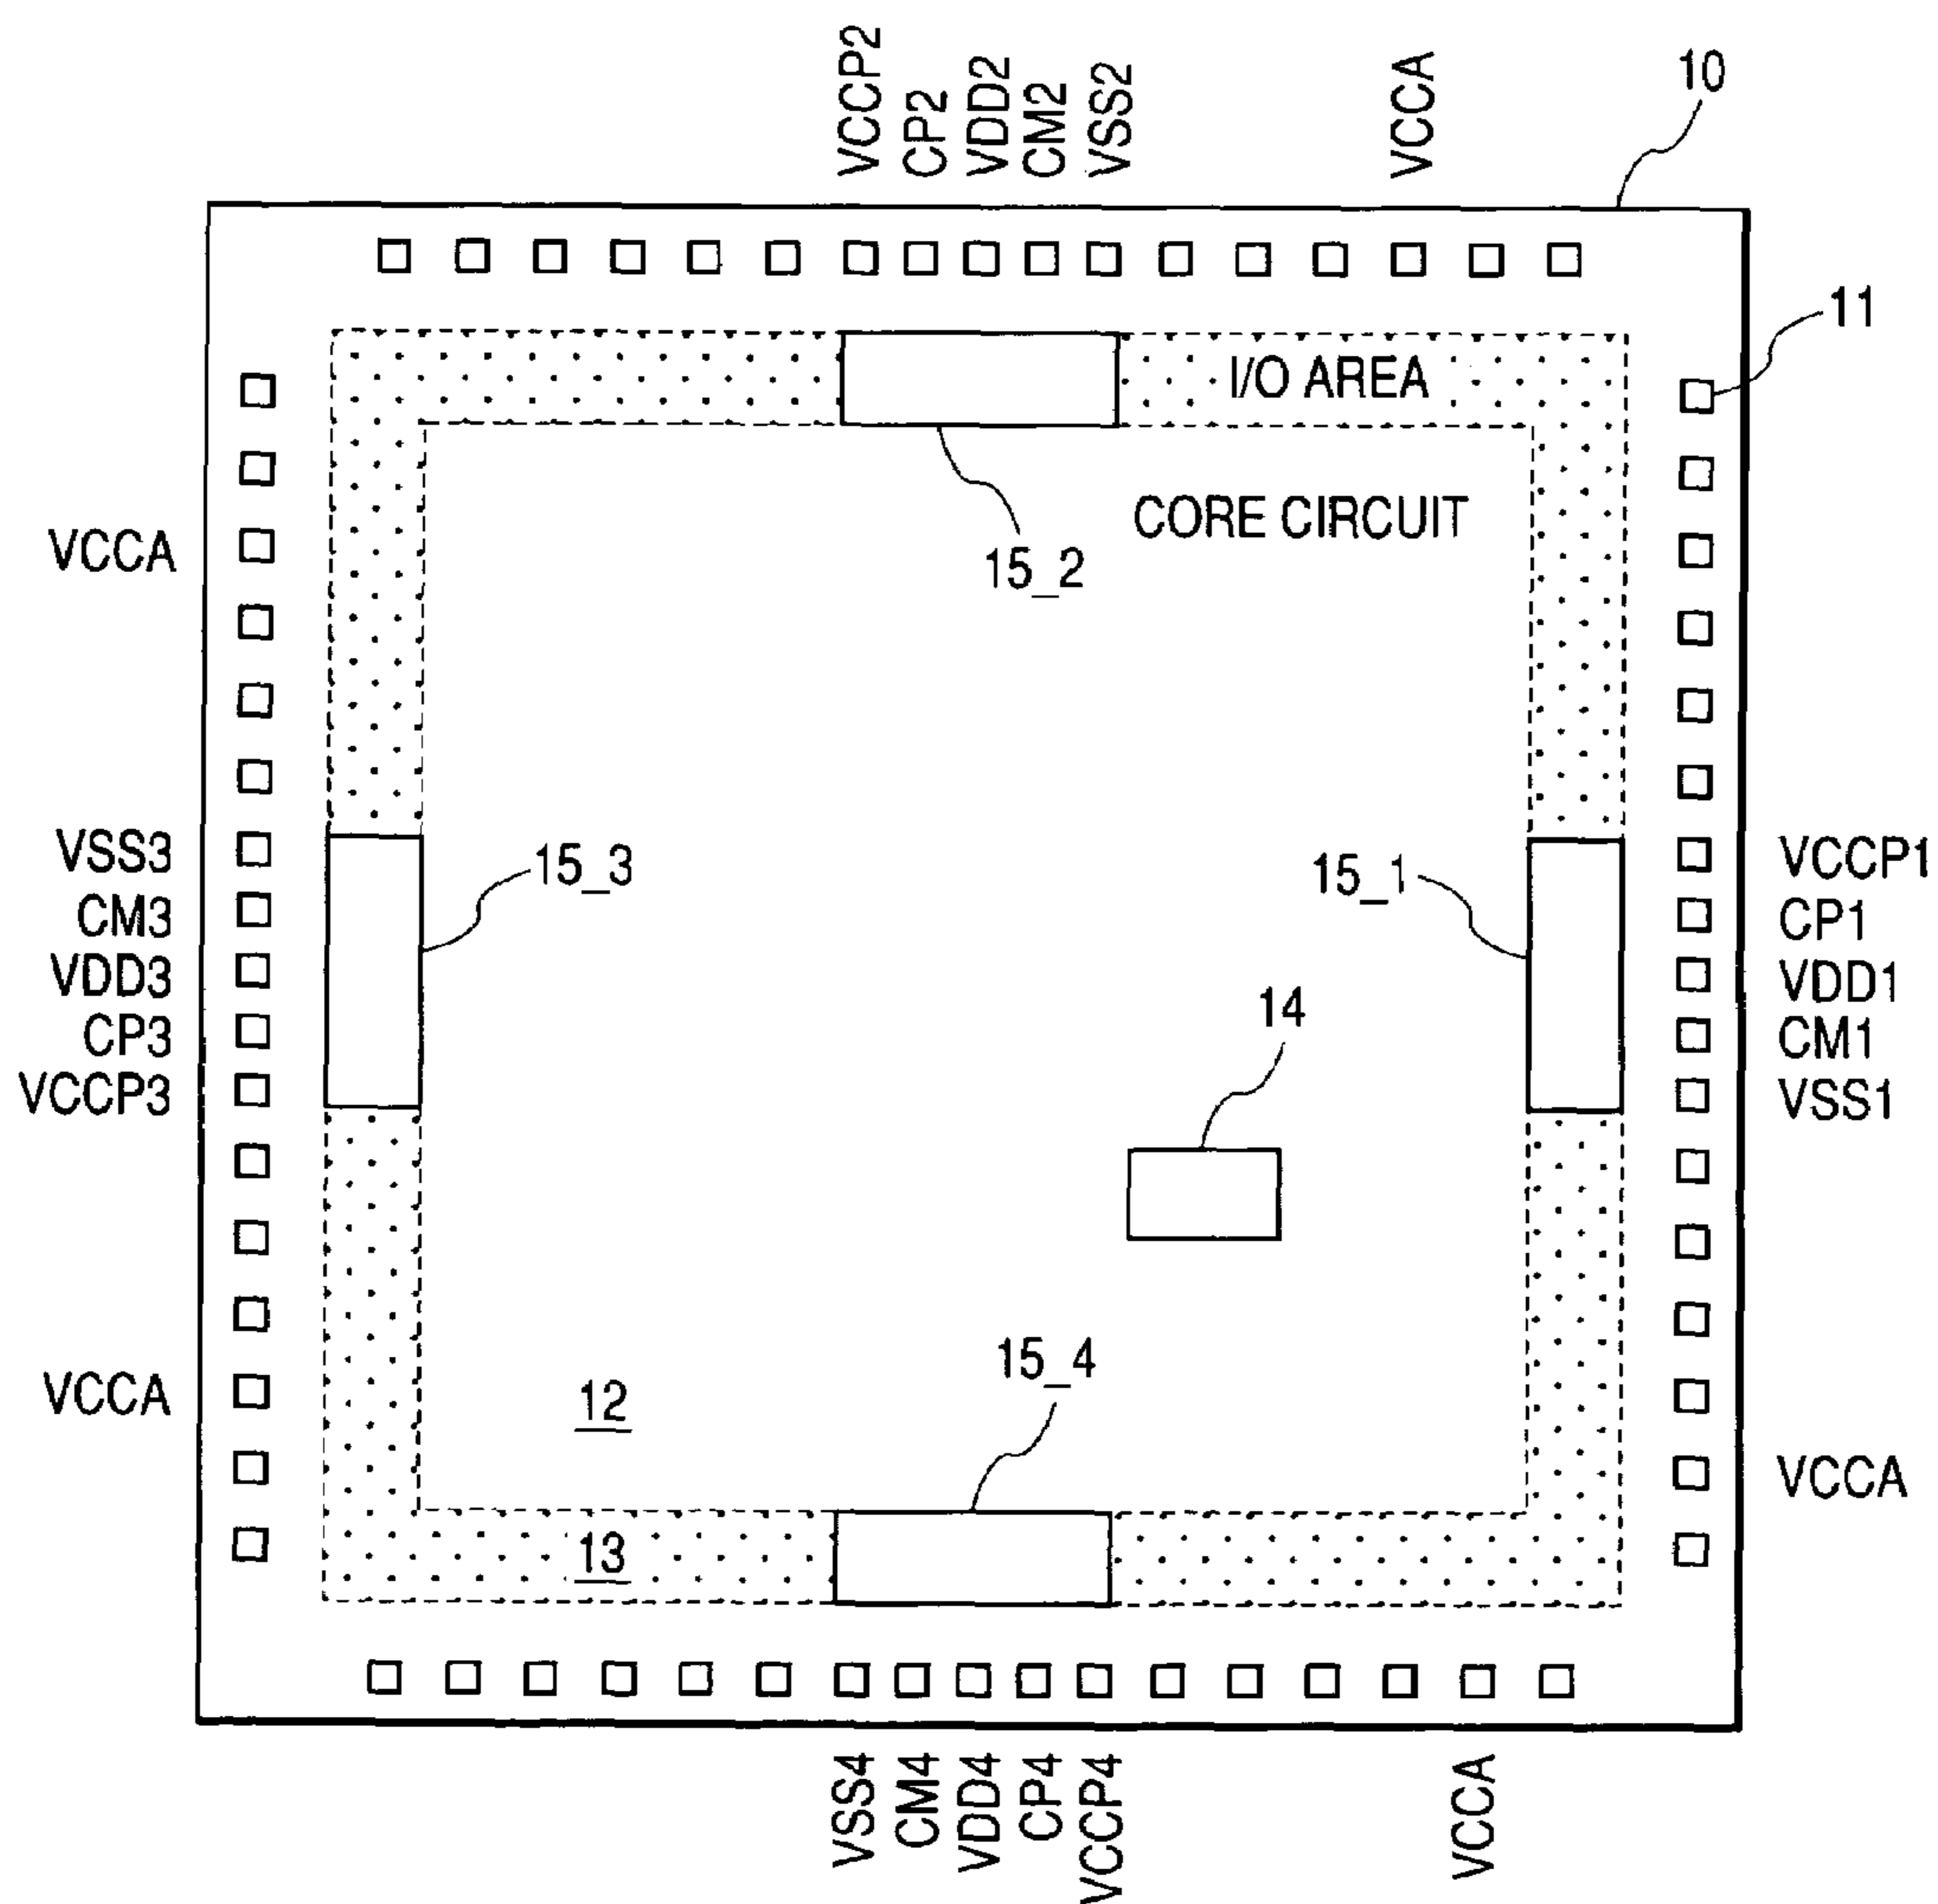 VCCP2
CP2
VDD2
CM2
VSS2
VCCA
10
11
I/O AREA
CORE CIRCUIT
15_2
VCCA
VSS3
CM3
VDD3
CP3
VCCP3
15_3
15_1
VCCP1
CP1
VDD1
CM1
VSS1
14
VCCA
12
15_4
VCCA
13
VSS4
CM4
VDD4
CP4
VCCP4
VCCA